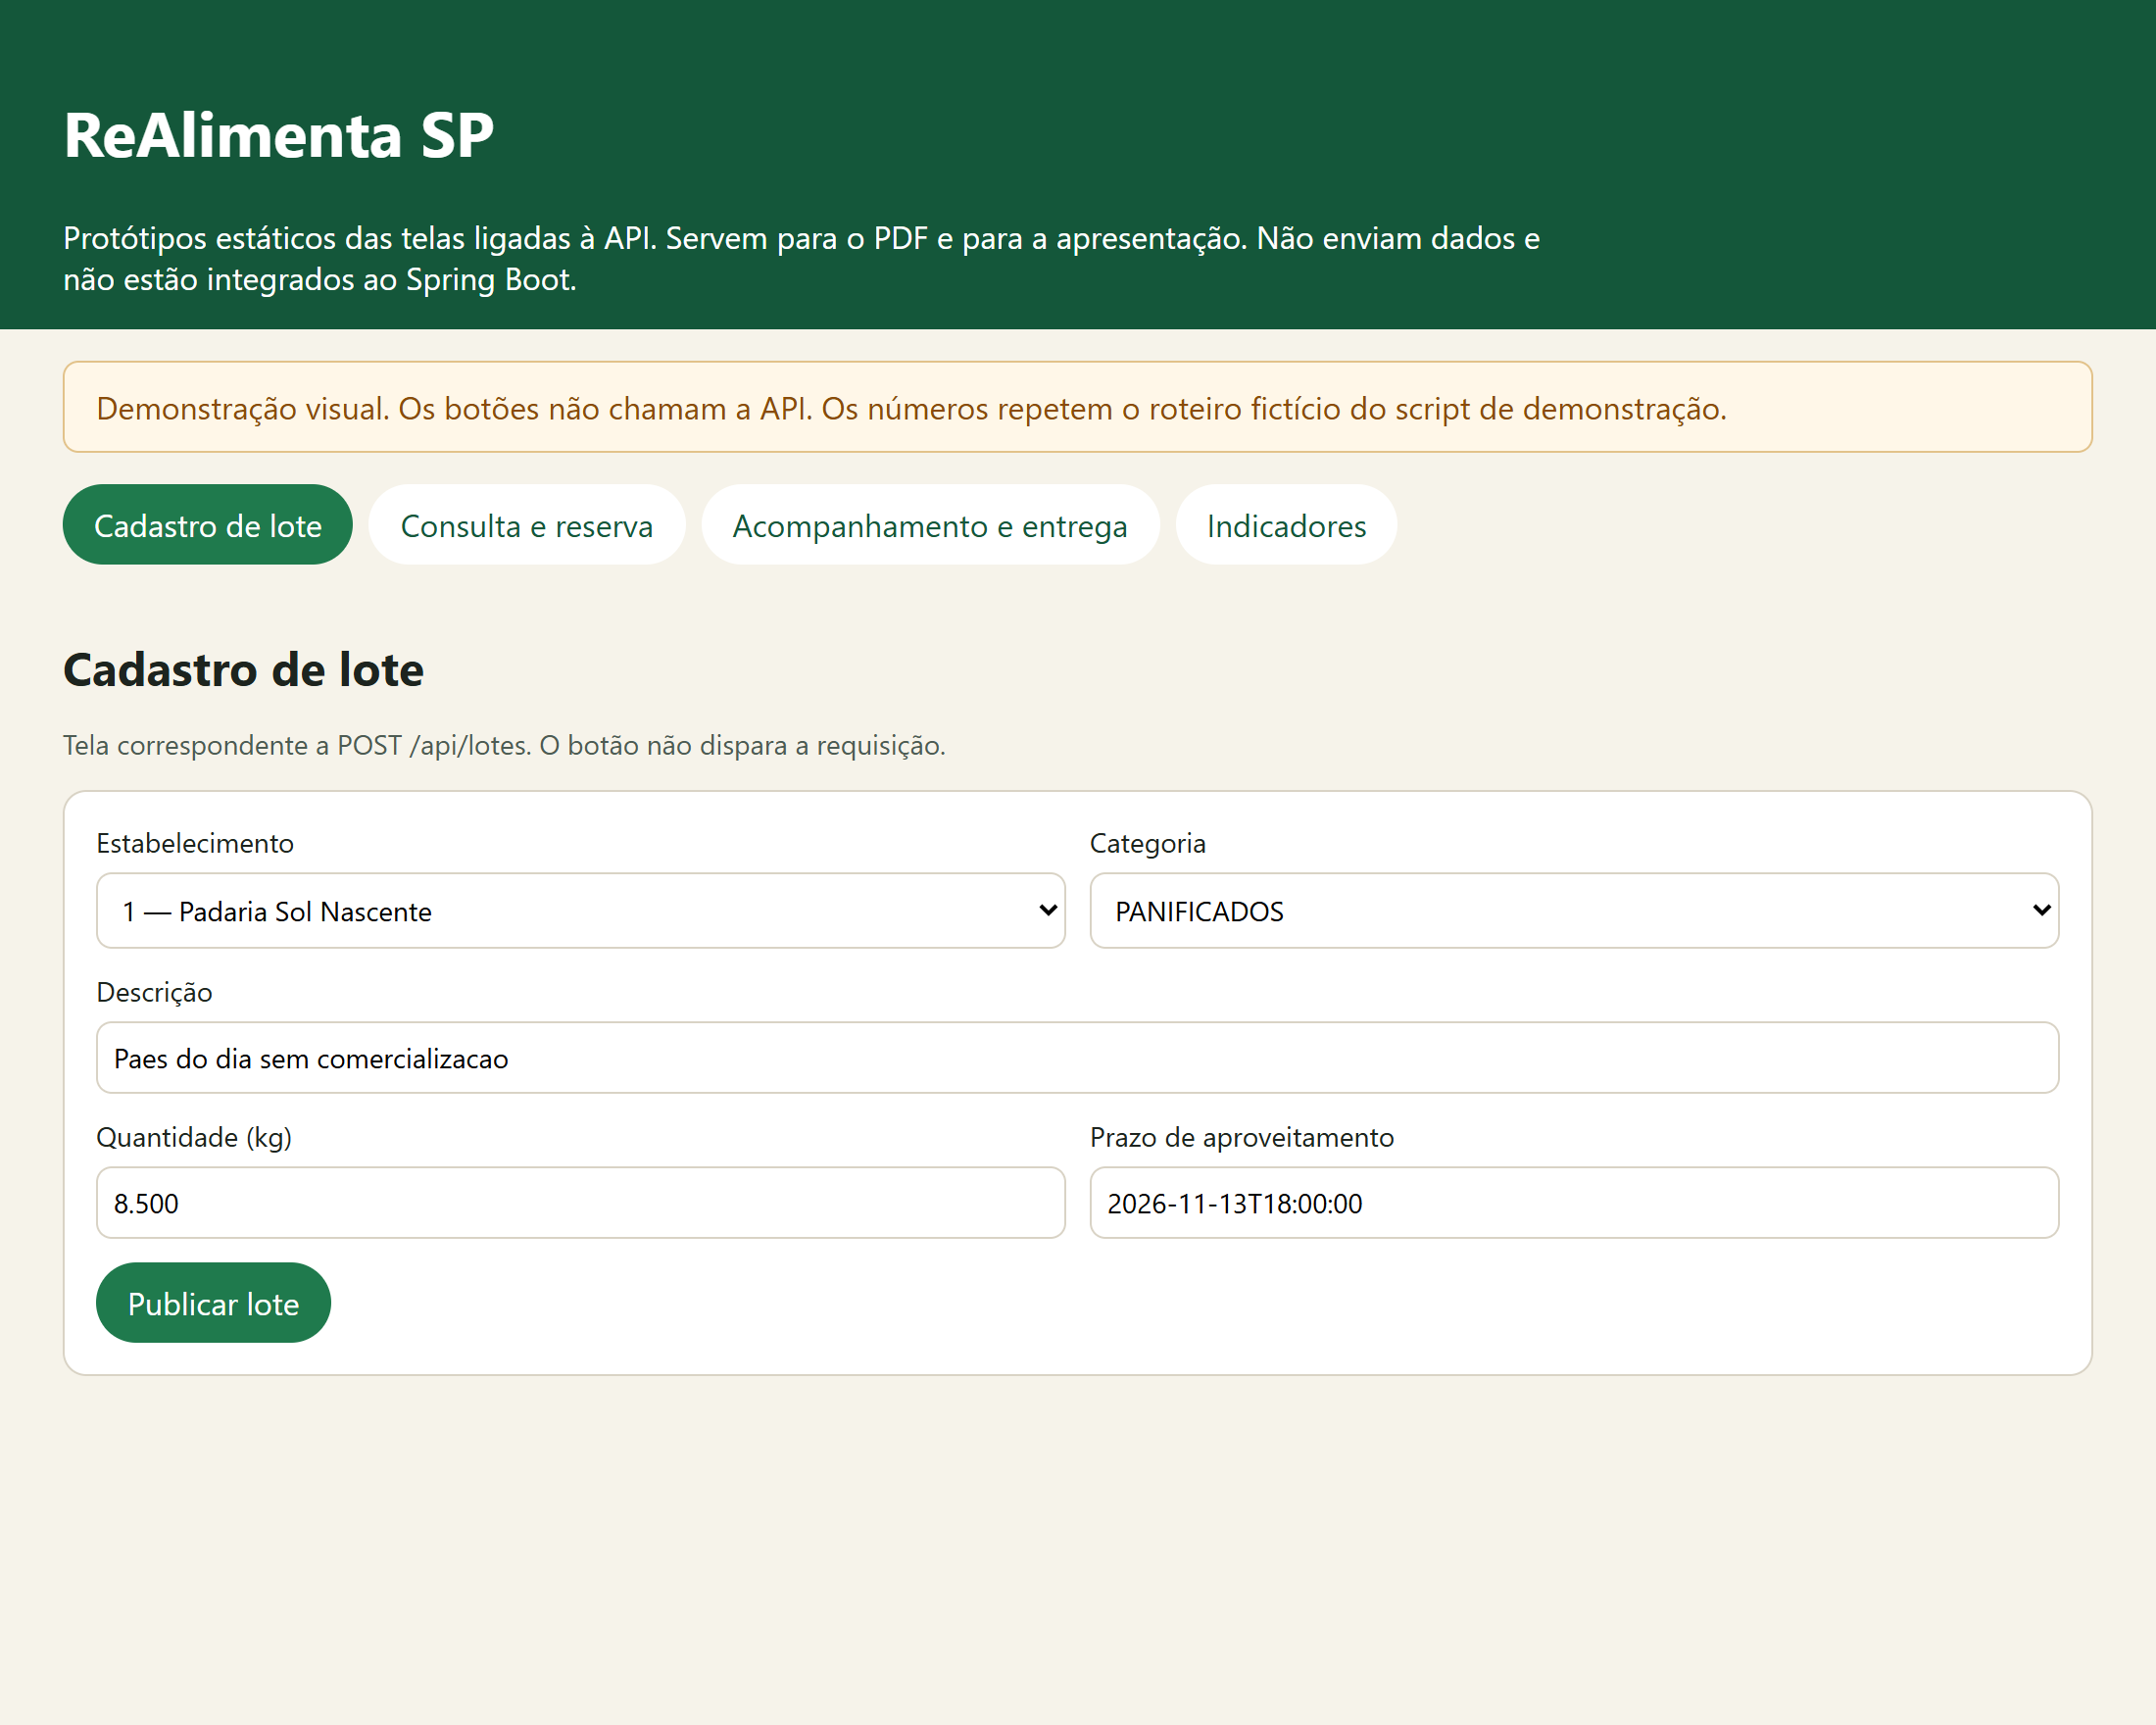 ReAlimenta SP
Protótipos estáticos das telas ligadas à API. Servem para o PDF e para a apresentação. Não enviam dados e
não estão integrados ao Spring Boot.
Demonstração visual. Os botões não chamam a API. Os números repetem o roteiro fictício do script de demonstração.
Cadastro de lote
Consulta e reserva
Acompanhamento e entrega
Indicadores
Cadastro de lote
Tela correspondente a POST /api/lotes. O botão não dispara a requisição.
Estabelecimento
Categoria
1 — Padaria Sol Nascente
PANIFICADOS
Descrição
Paes do dia sem comercializacao
Quantidade (kg)
Prazo de aproveitamento
8.500
2026-11-13T18:00:00
Publicar lote